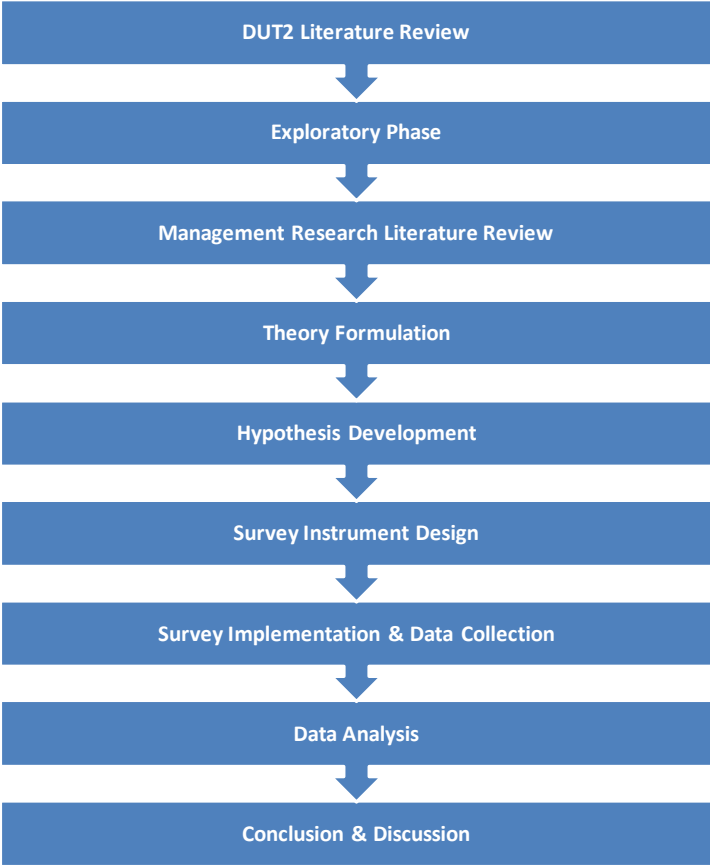 DUT2 Literature Review
Exploratory Phase
Management Research Literature Review
Theory Formulation
Hypothesis Development
Survey Instrument Design
Survey Implementation & Data Collection
Data Analysis
Conclusion & Discussion